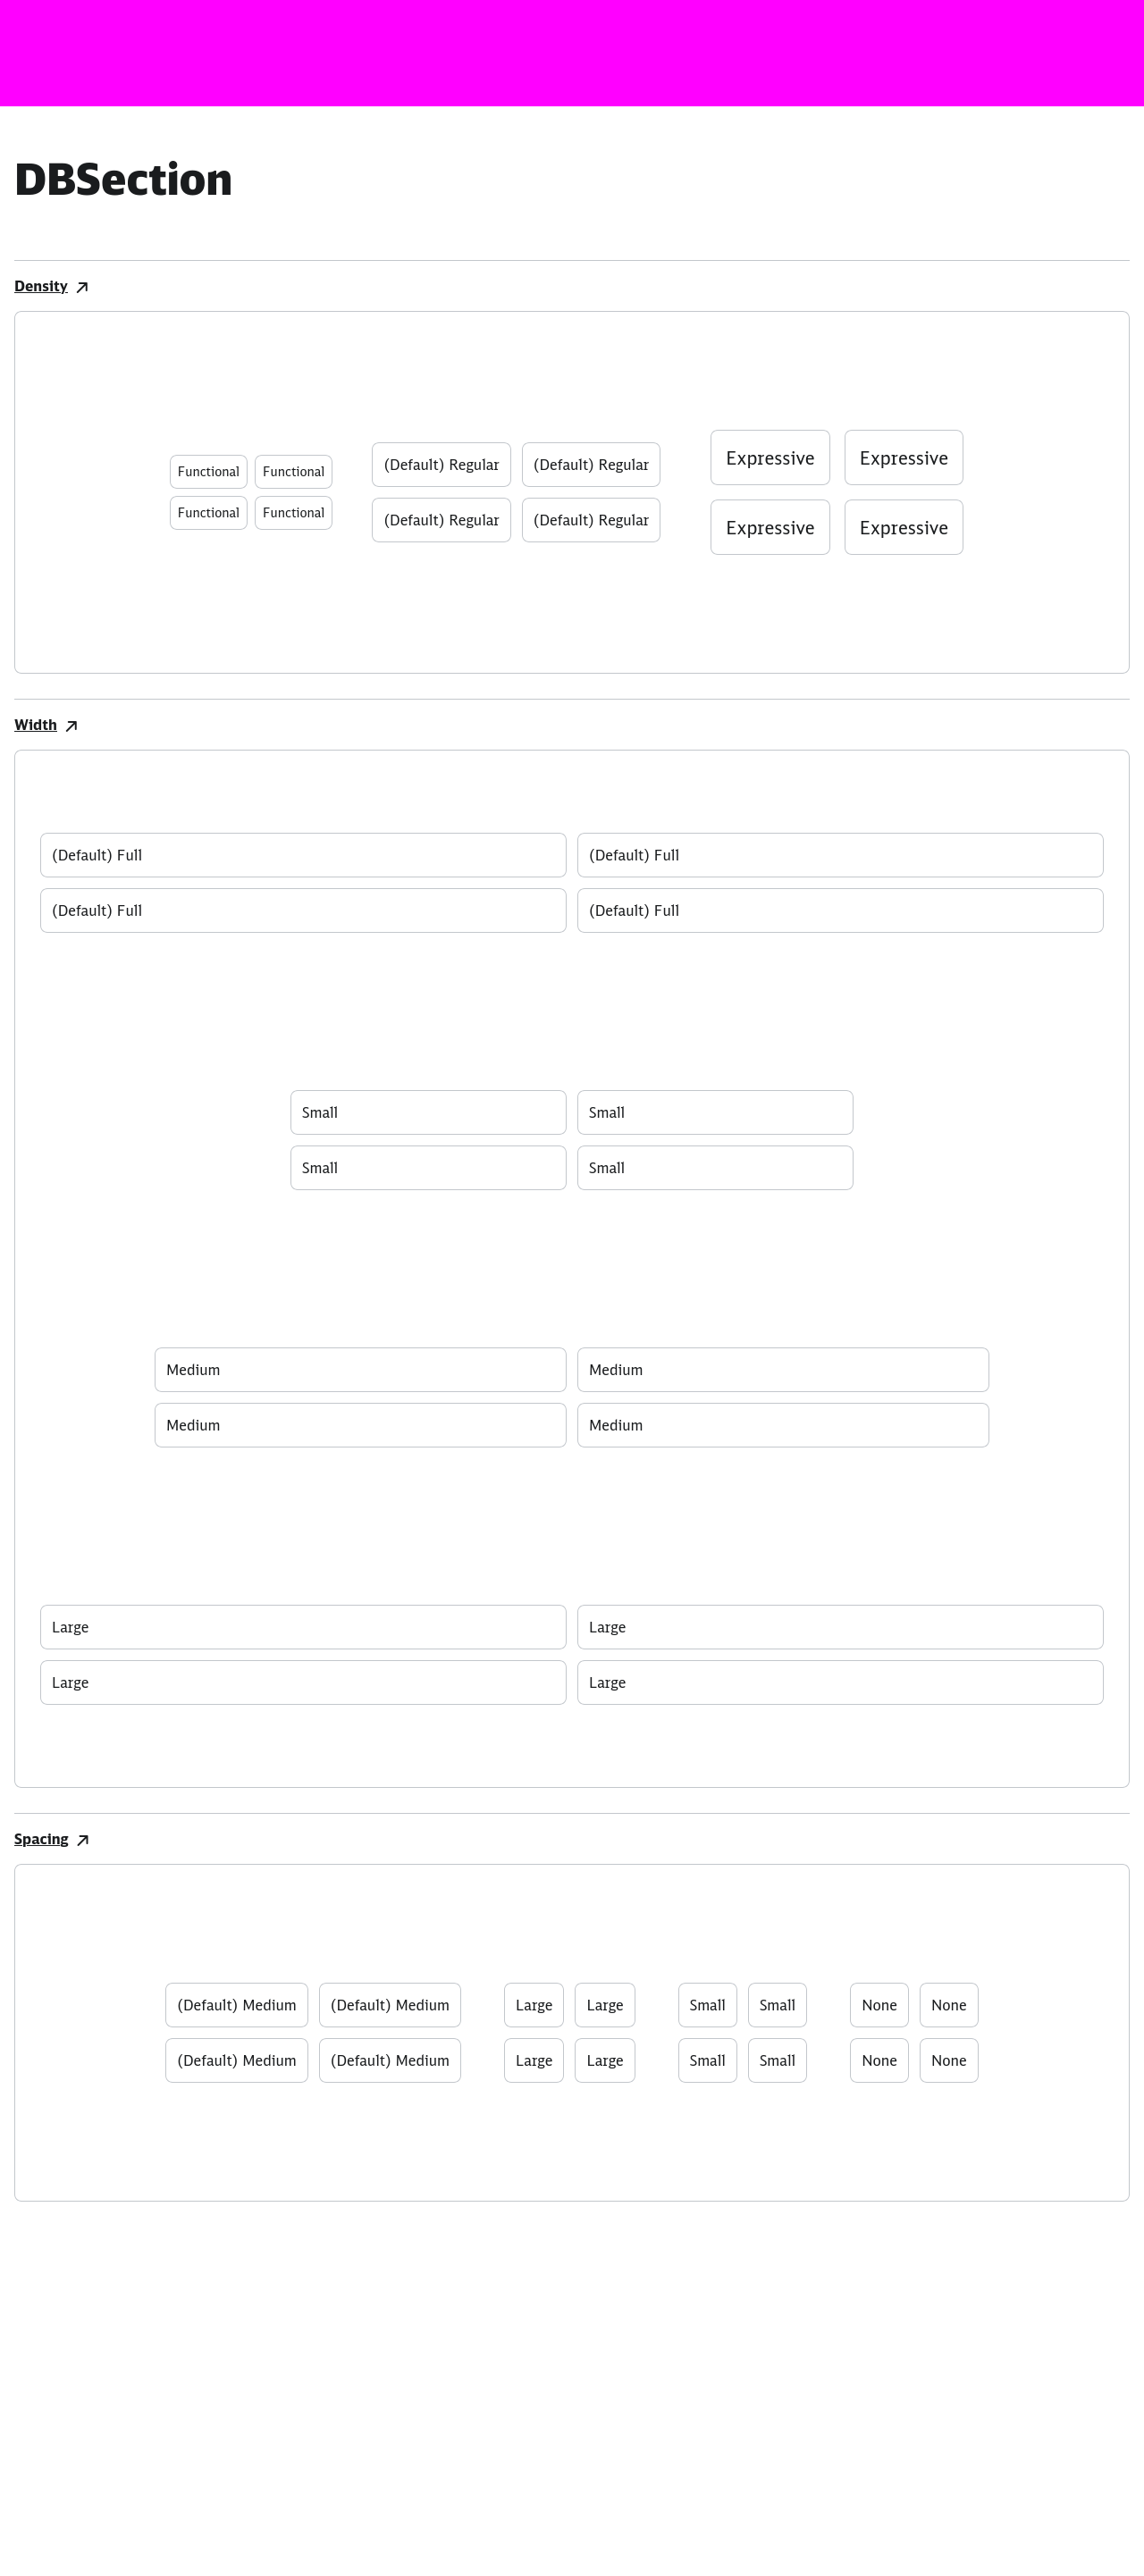 DBSection
Density
Functional Functional
Functional Functional
(Default) Regular (Default) Regular
(Default) Regular (Default) Regular
Expressive Expressive
Expressive Expressive
Width
(Default) Full (Default) Full
(Default) Full (Default) Full
Small Small
Small Small
Medium Medium
Medium Medium
Large Large
Large Large
Spacing
(Default) Medium (Default) Medium
(Default) Medium (Default) Medium
Large Large
Large Large
Small Small
Small Small
None None
None None